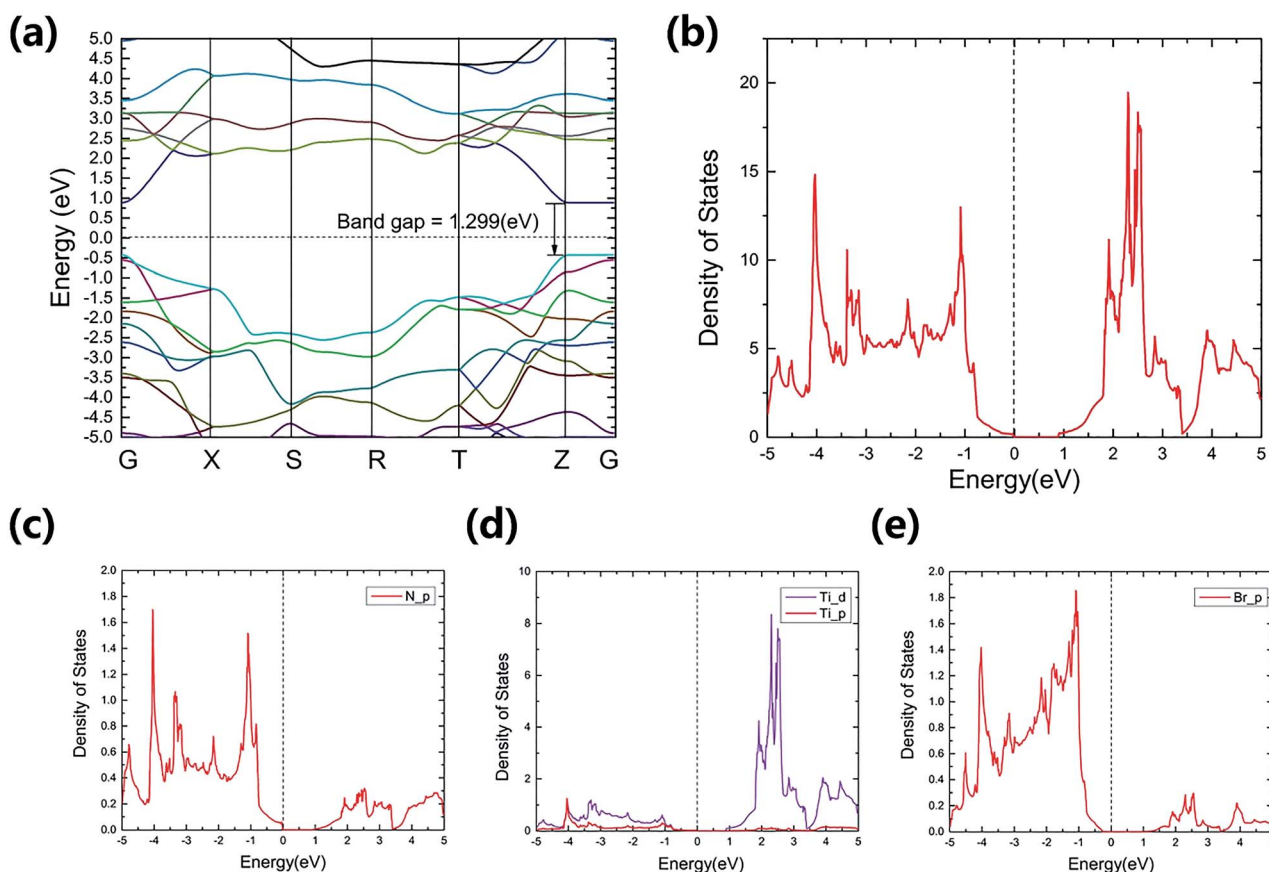 (a)
Energy (eV)
5.0
4.5
4.0
3.5
3.0
2.5
2.0
1.5
1.0
0.5
0.0
-0.5
-1.0
-1.5
-2.0
-2.5
-3.0
-3.5
-4.0
-4.5
-5.0
Band gap = 1.299(eV)
G X S R T Z G
(b)
Density of States
20
15
10
5
0
-5 -4 -3 -2 -1 0 1 2 3 4 5
Energy(eV)
(c)
Density of States
2.0
1.8
1.6
1.4
1.2
1.0
0.8
0.6
0.4
0.2
0.0
N_p
-5 -4 -3 -2 -1 0 1 2 3 4 5
Energy(eV)
(d)
Density of States
10
8
6
4
2
0
Ti_d
Ti_p
-5 -4 -3 -2 -1 0 1 2 3 4 5
Energy(eV)
(e)
Density of States
2.0
1.8
1.6
1.4
1.2
1.0
0.8
0.6
0.4
0.2
0.0
Br_p
-5 -4 -3 -2 -1 0 1 2 3 4 5
Energy(eV)